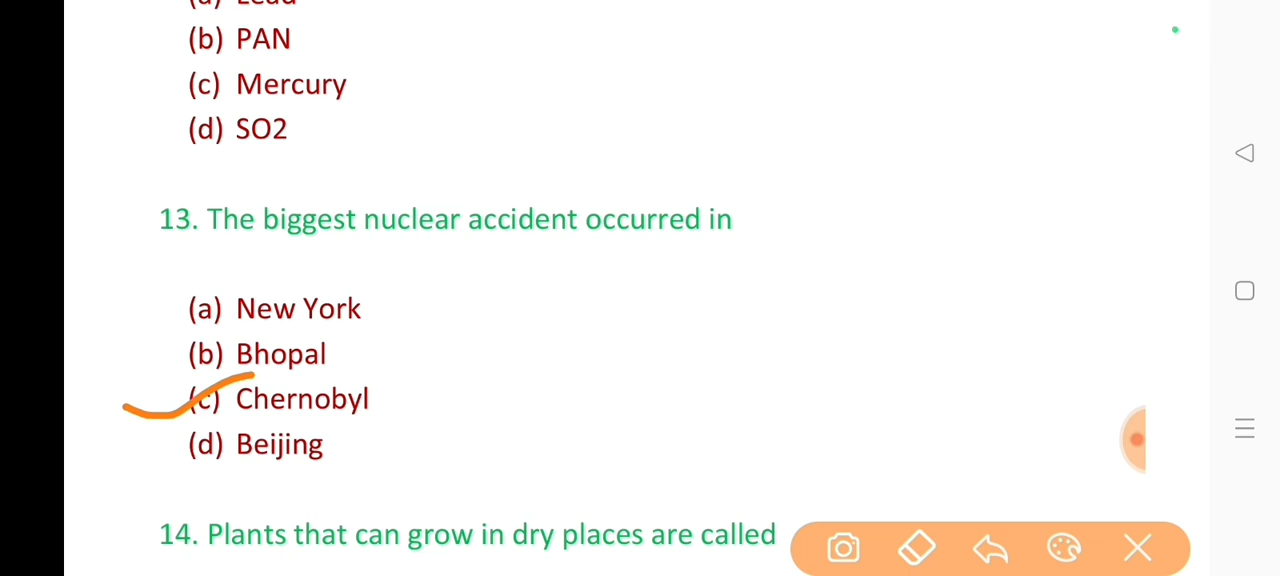 (a) Lead
(b) PAN
(c) Mercury
(d) SO2
13. The biggest nuclear accident occurred in
(a) New York
(b) Bhopal
(c) Chernobyl
(d) Beijing
14. Plants that can grow in dry places are called